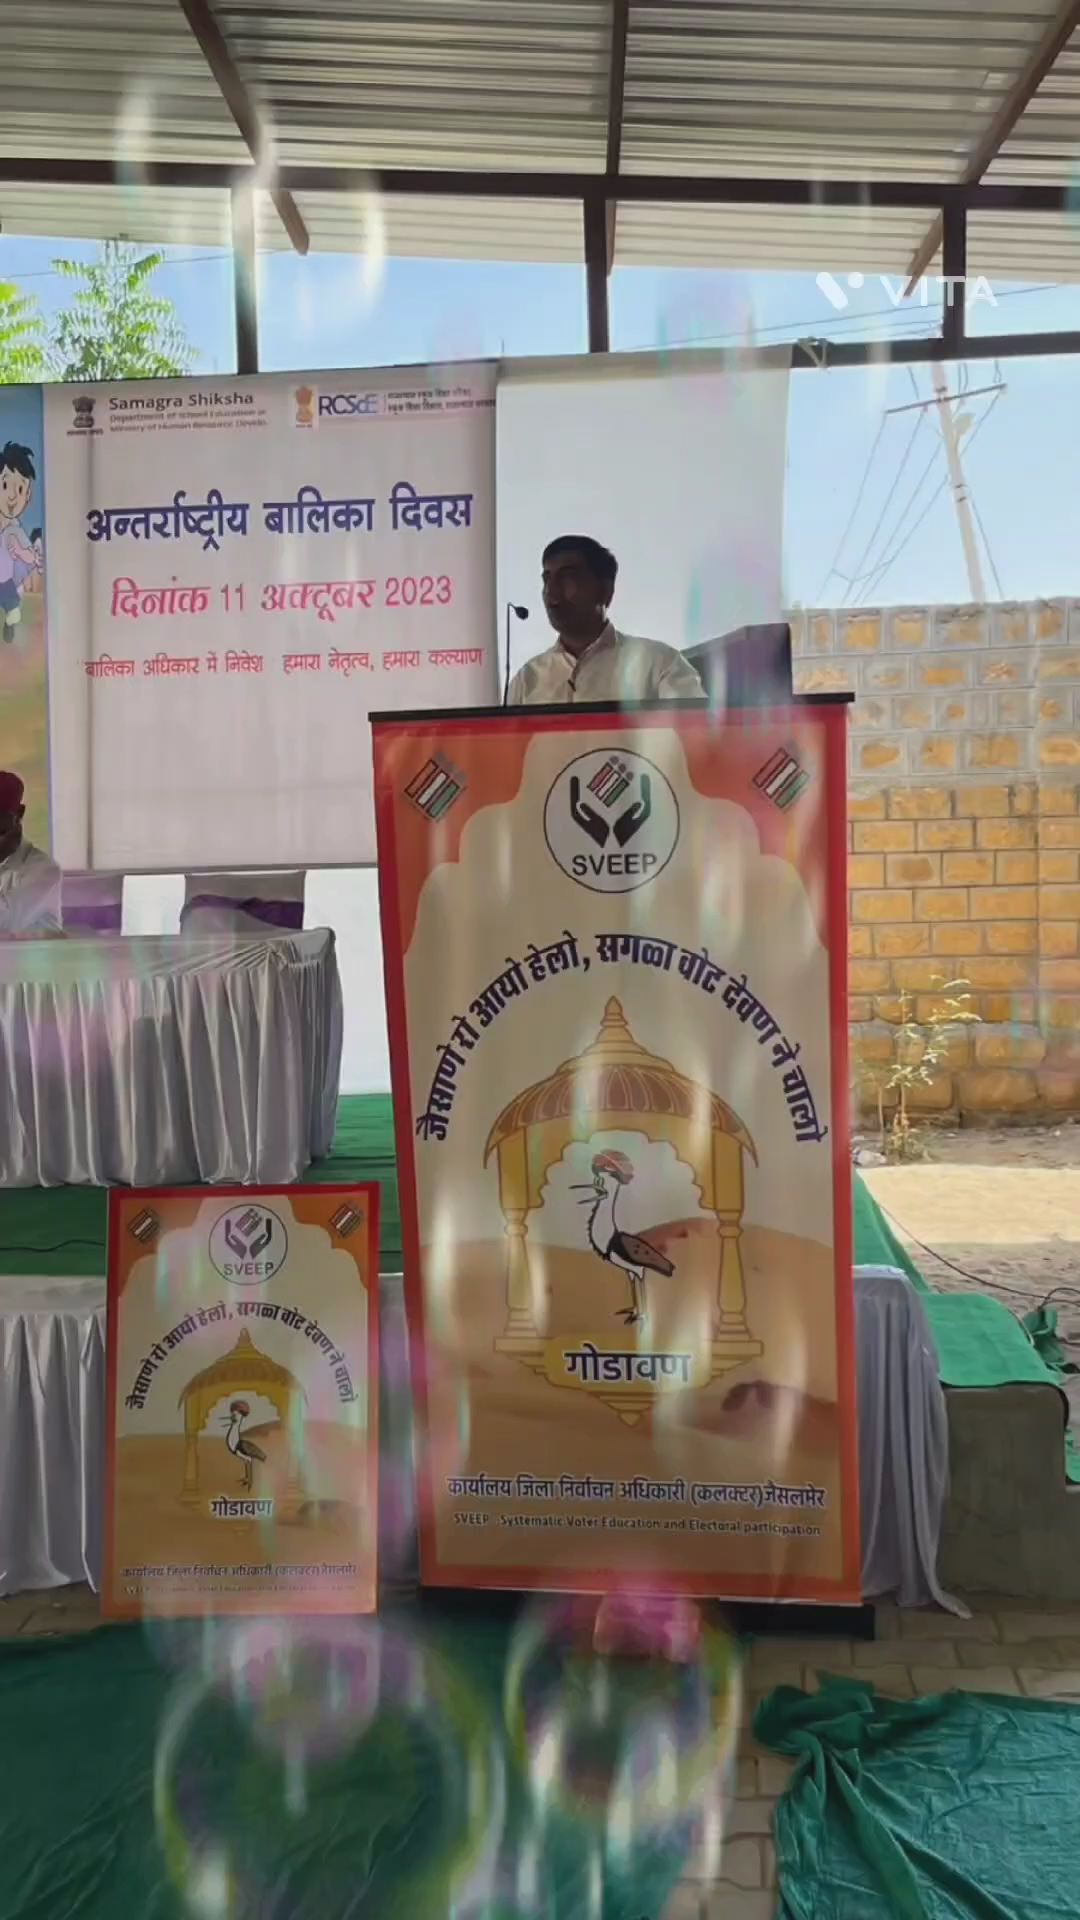 VITA
Samagra Shiksha
Department of School Education
Ministry of Human Resource
RCScE
अन्तर्राष्ट्रीय बालिका दिवस
दिनांक 11 अक्टूबर 2023
बालिका अधिकार में निवेश हमारा नेतृत्व, हमारा कल्याण
SVEEP
जैसाणे रो आयो हेलो, सगळा वोट देवण ने चालो
गोडावण
कार्यालय जिला निर्वाचन अधिकारी (कलक्टर) जैसलमेर
SVEEP : Systematic Voter Education and Electoral participation
SVEEP
जैसाणे रो आयो हेलो, सगळा वोट देवण ने चालो
गोडावण
कार्यालय जिला निर्वाचन अधिकारी (कलक्टर) जैसलमेर